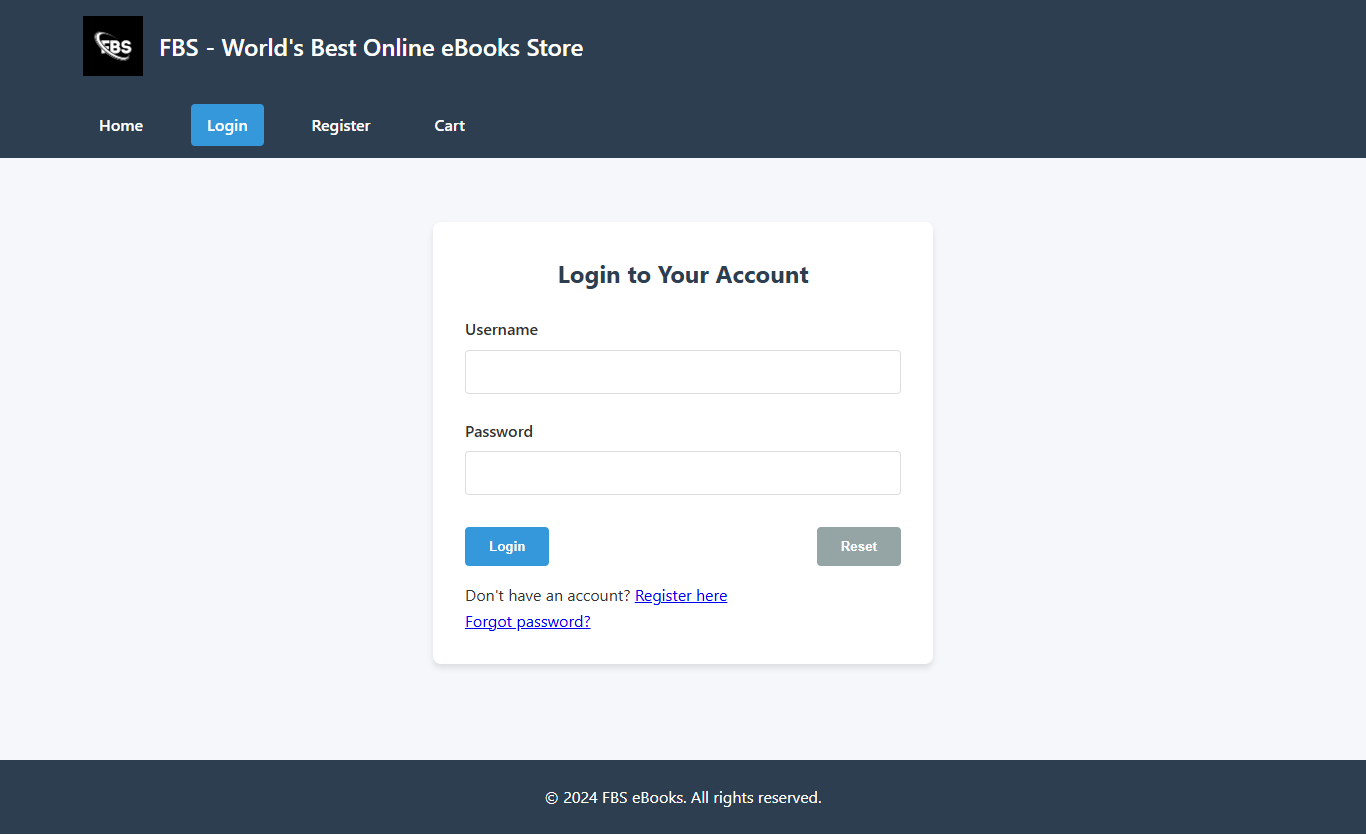 FBS
FBS - World's Best Online eBooks Store
Home Login Register Cart
Login to Your Account
Username
Password
Login Reset
Don't have an account? Register here
Forgot password?
© 2024 FBS eBooks. All rights reserved.